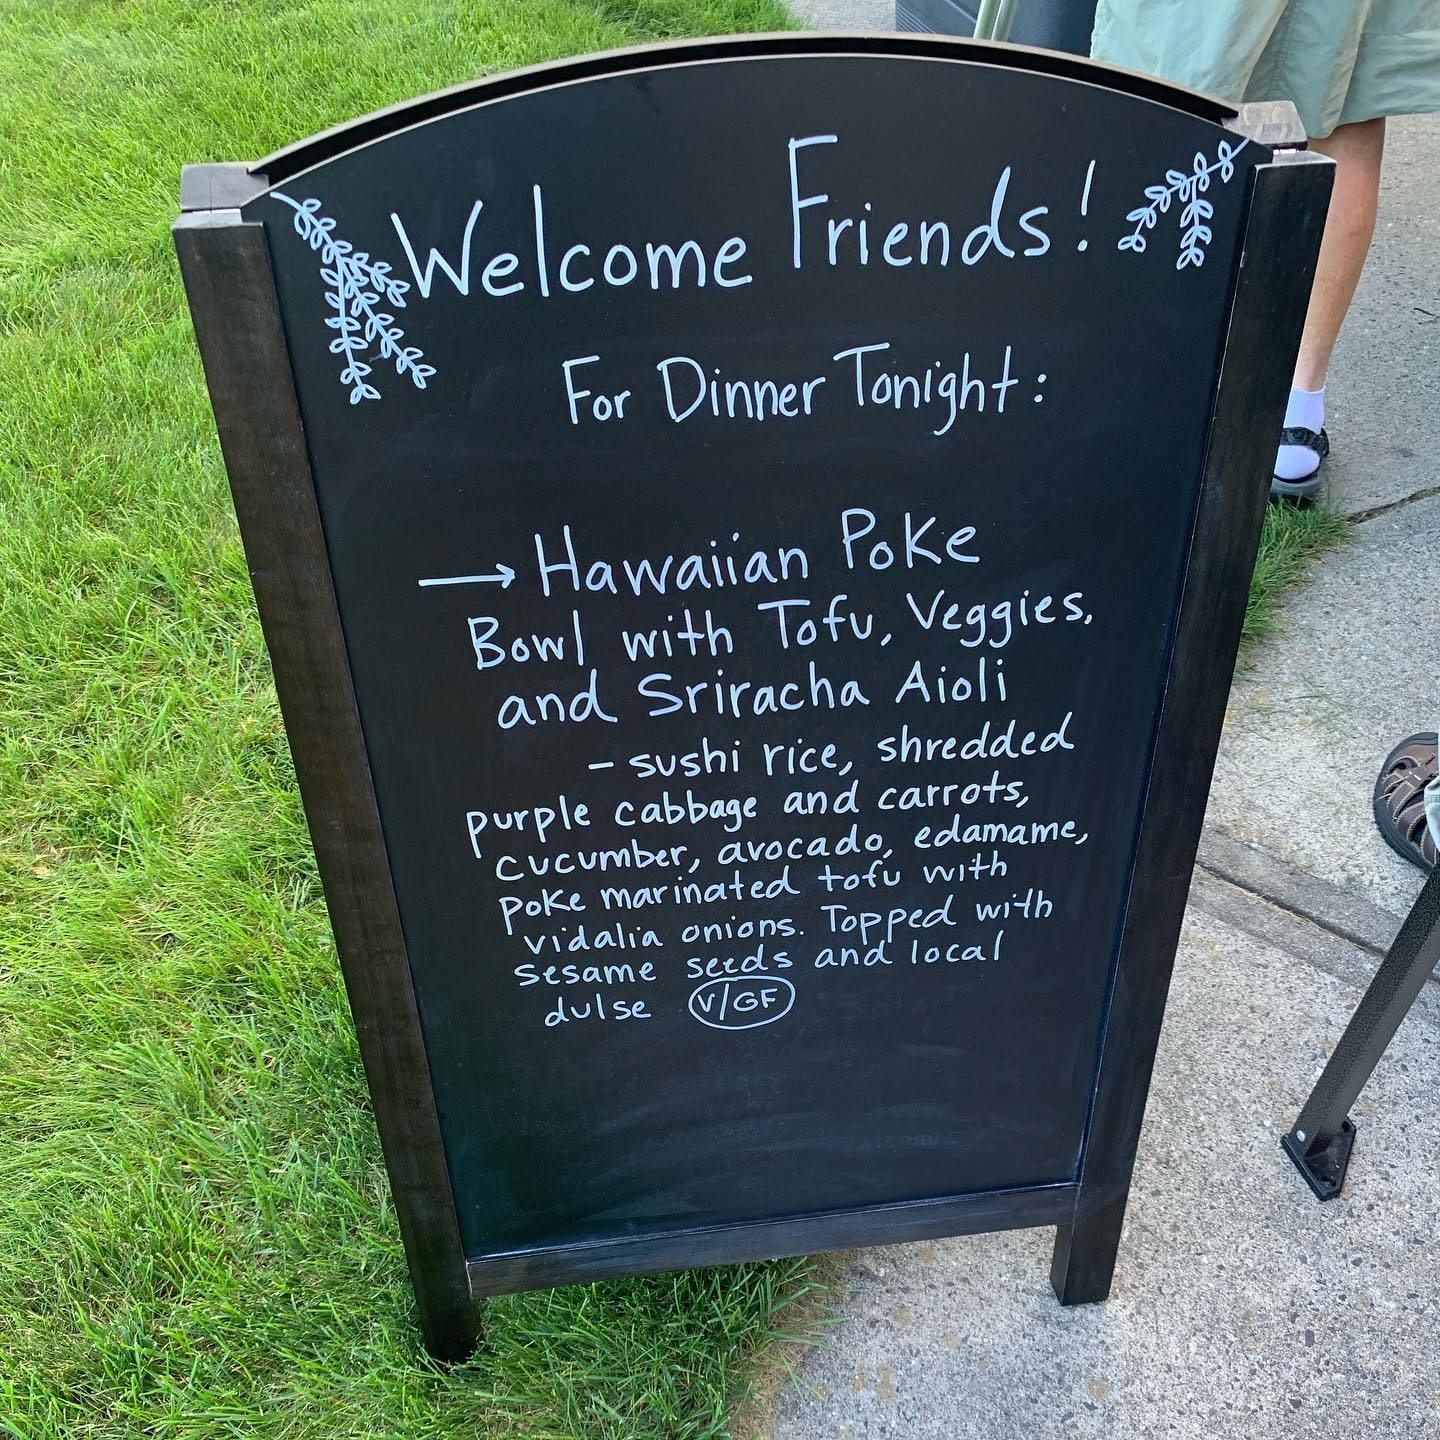 Welcome Friends!
For Dinner Tonight:
→ Hawaiian Poke
Bowl with Tofu, Veggies,
and Sriracha Aioli
- sushi rice, shredded
purple cabbage and carrots,
cucumber, avocado, edamame,
poke marinated tofu with
vidalia onions. Topped with
sesame seeds and local
dulse V/GF